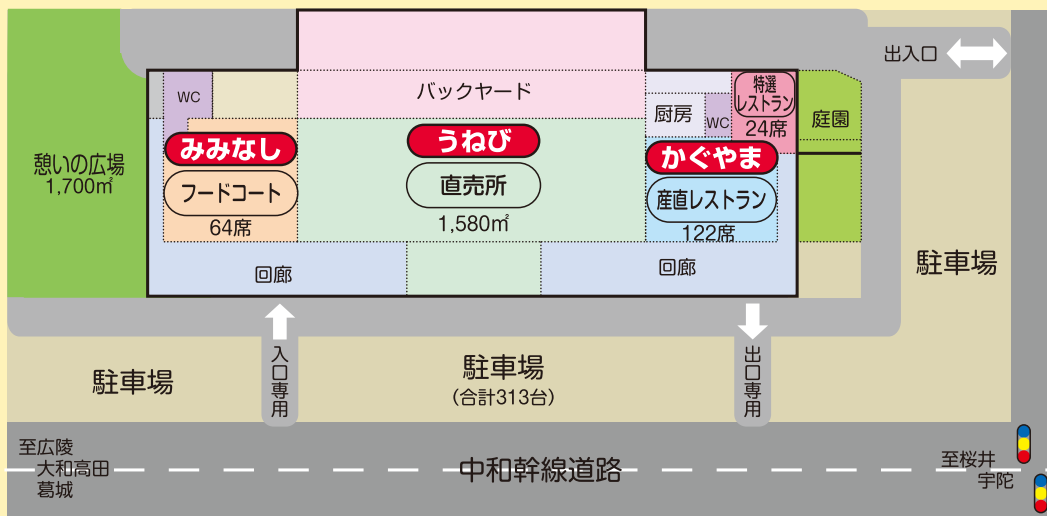 出入口
特選
レストラン
24席
WC
バックヤード
厨房
WC
庭園
憩いの広場
1,700㎡
みみなし
フードコート
64席
うねび
直売所
1,580㎡
かぐやま
産直レストラン
122席
回廊
回廊
駐車場
入口専用
出口専用
駐車場
駐車場
(合計313台)
至広陵
大和高田
葛城
中和幹線道路
至桜井
宇陀